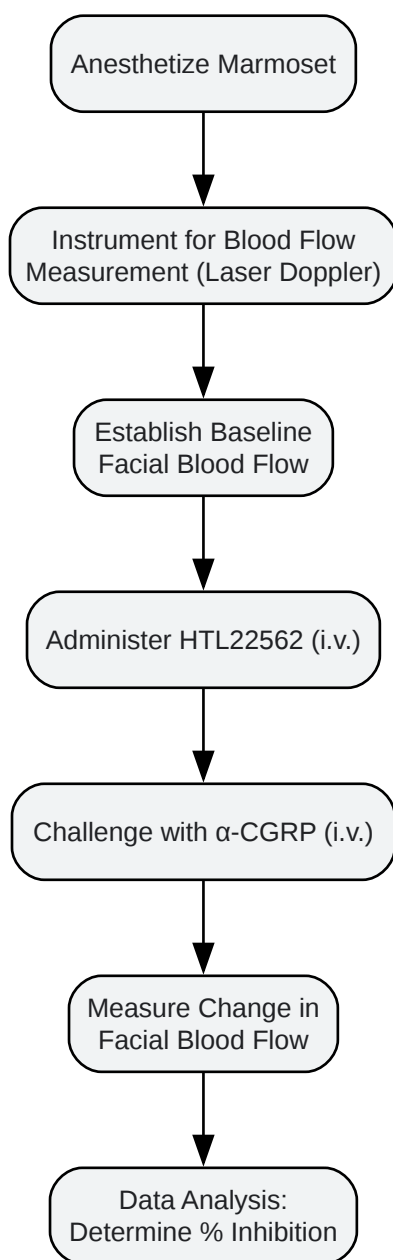 Anesthetize Marmoset
Instrument for Blood Flow
Measurement (Laser Doppler)
Establish Baseline
Facial Blood Flow
Administer HTL22562 (i.v.)
Challenge with α-CGRP (i.v.)
Measure Change in
Facial Blood Flow
Data Analysis:
Determine % Inhibition